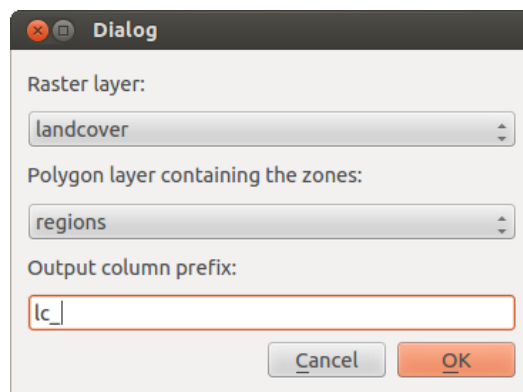 Dialog
Raster layer:
landcover
Polygon layer containing the zones:
regions
Output column prefix:
lc_
Cancel
OK